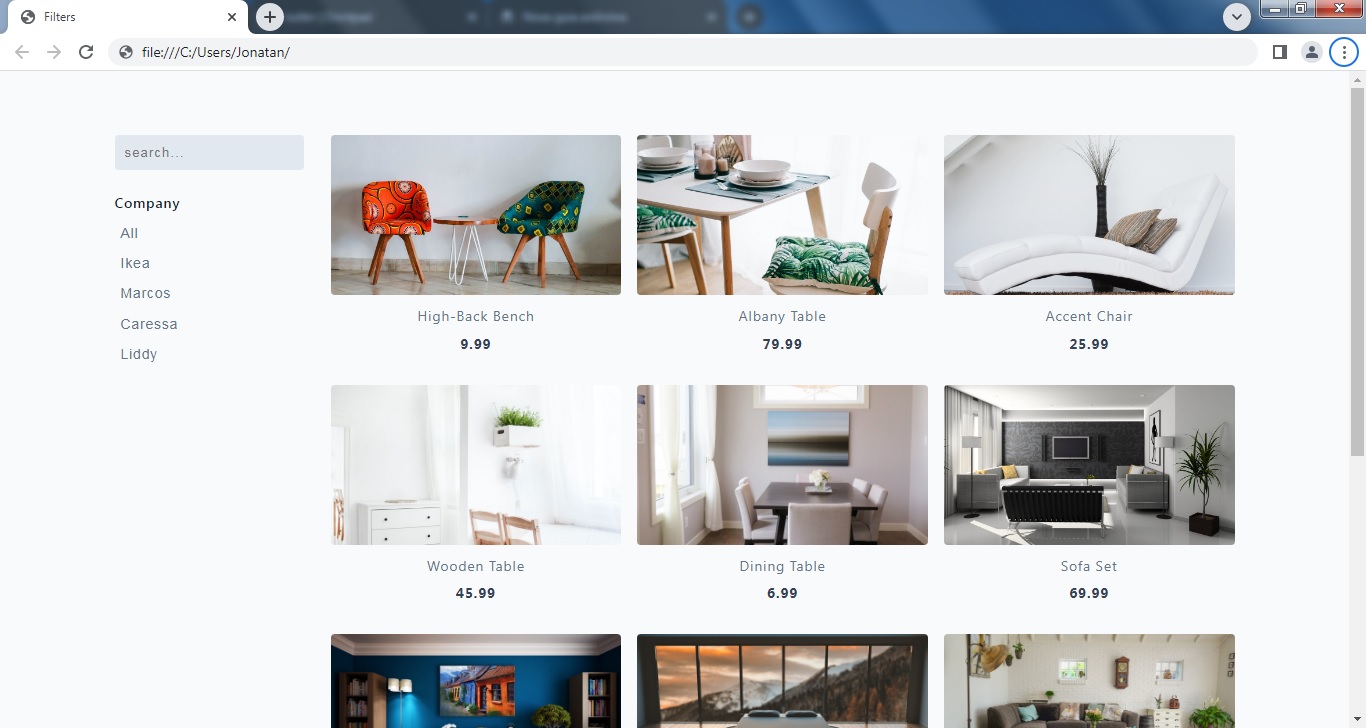 Filters
file:///C:/Users/Jonatan/
search...
Company
All
Ikea
Marcos
Caressa
Liddy
High-Back Bench
9.99
Albany Table
79.99
Accent Chair
25.99
Wooden Table
45.99
Dining Table
6.99
Sofa Set
69.99